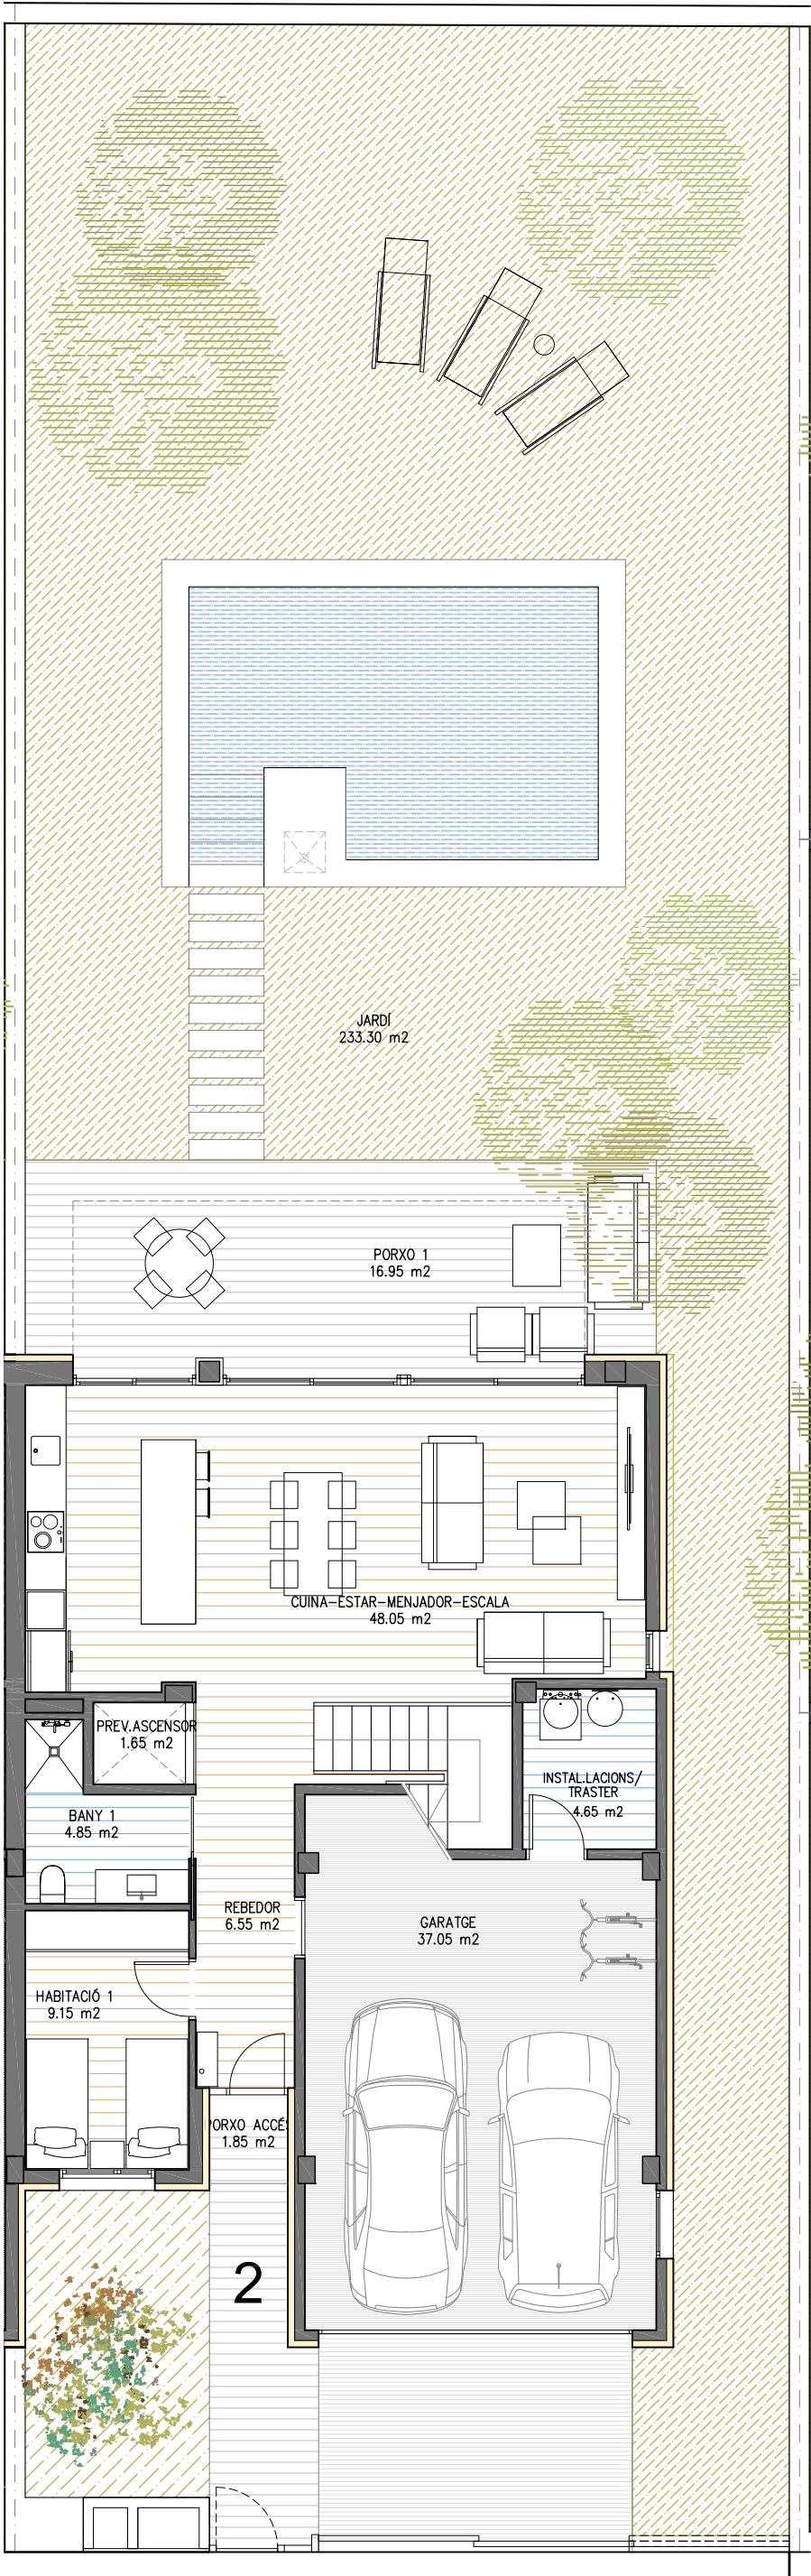 JARDÍ
233.30 m2
PORXO 1
16.95 m2
CUINA-ESTAR-MENJADOR-ESCALA
48.05 m2
PREV.ASCENSOR
1.65 m2
INSTAL.LACIONS/
TRASTER
4.65 m2
BANY 1
4.85 m2
REBEDOR
6.55 m2
GARATGE
37.05 m2
HABITACIÓ 1
9.15 m2
PORXO ACCÉS
1.85 m2
2